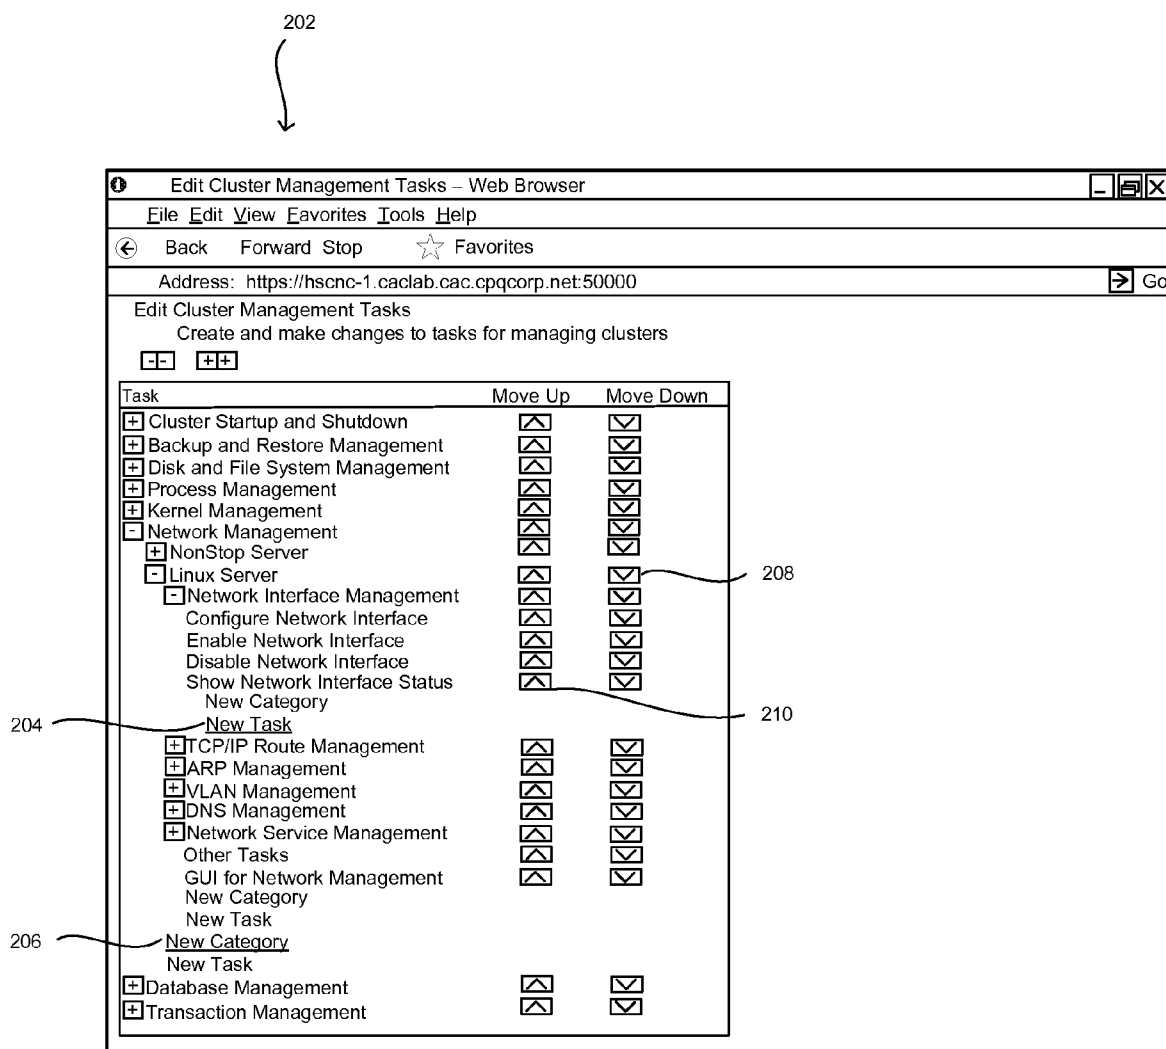 202
Edit Cluster Management Tasks – Web Browser
File Edit View Favorites Tools Help
Back Forward Stop Favorites
Address: https://hscnc-1.caclab.cac.cpqcorp.net:50000 Go
Edit Cluster Management Tasks
Create and make changes to tasks for managing clusters
-- ++
Task Move Up Move Down
+ Cluster Startup and Shutdown
+ Backup and Restore Management
+ Disk and File System Management
+ Process Management
+ Kernel Management
- Network Management
+ NonStop Server
- Linux Server 208
- Network Interface Management
Configure Network Interface
Enable Network Interface
Disable Network Interface
Show Network Interface Status
New Category 210
204 New Task
+ TCP/IP Route Management
+ ARP Management
+ VLAN Management
+ DNS Management
+ Network Service Management
Other Tasks
GUI for Network Management
New Category
New Task
206 New Category
New Task
+ Database Management
+ Transaction Management